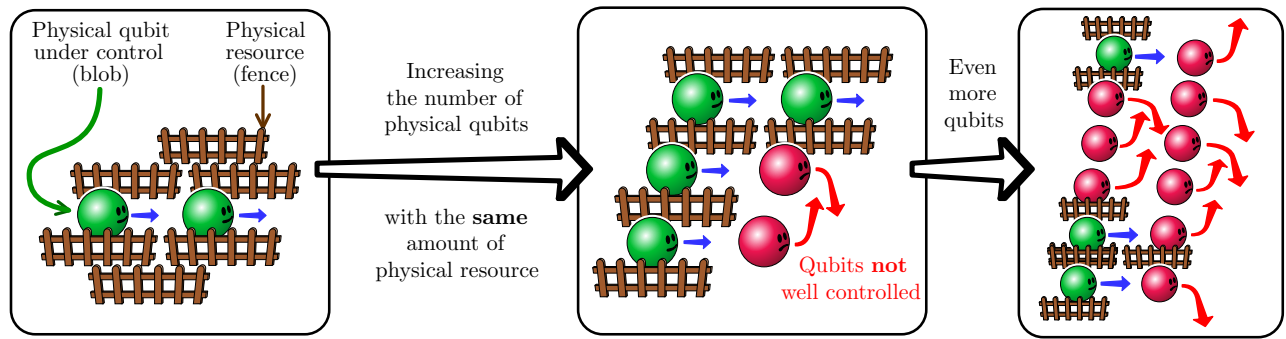 Physical qubit
under control
(blob)
Physical
resource
(fence)
Increasing
the number of
physical qubits
with the same
amount of
physical resource
Qubits not
well controlled
Even
more
qubits